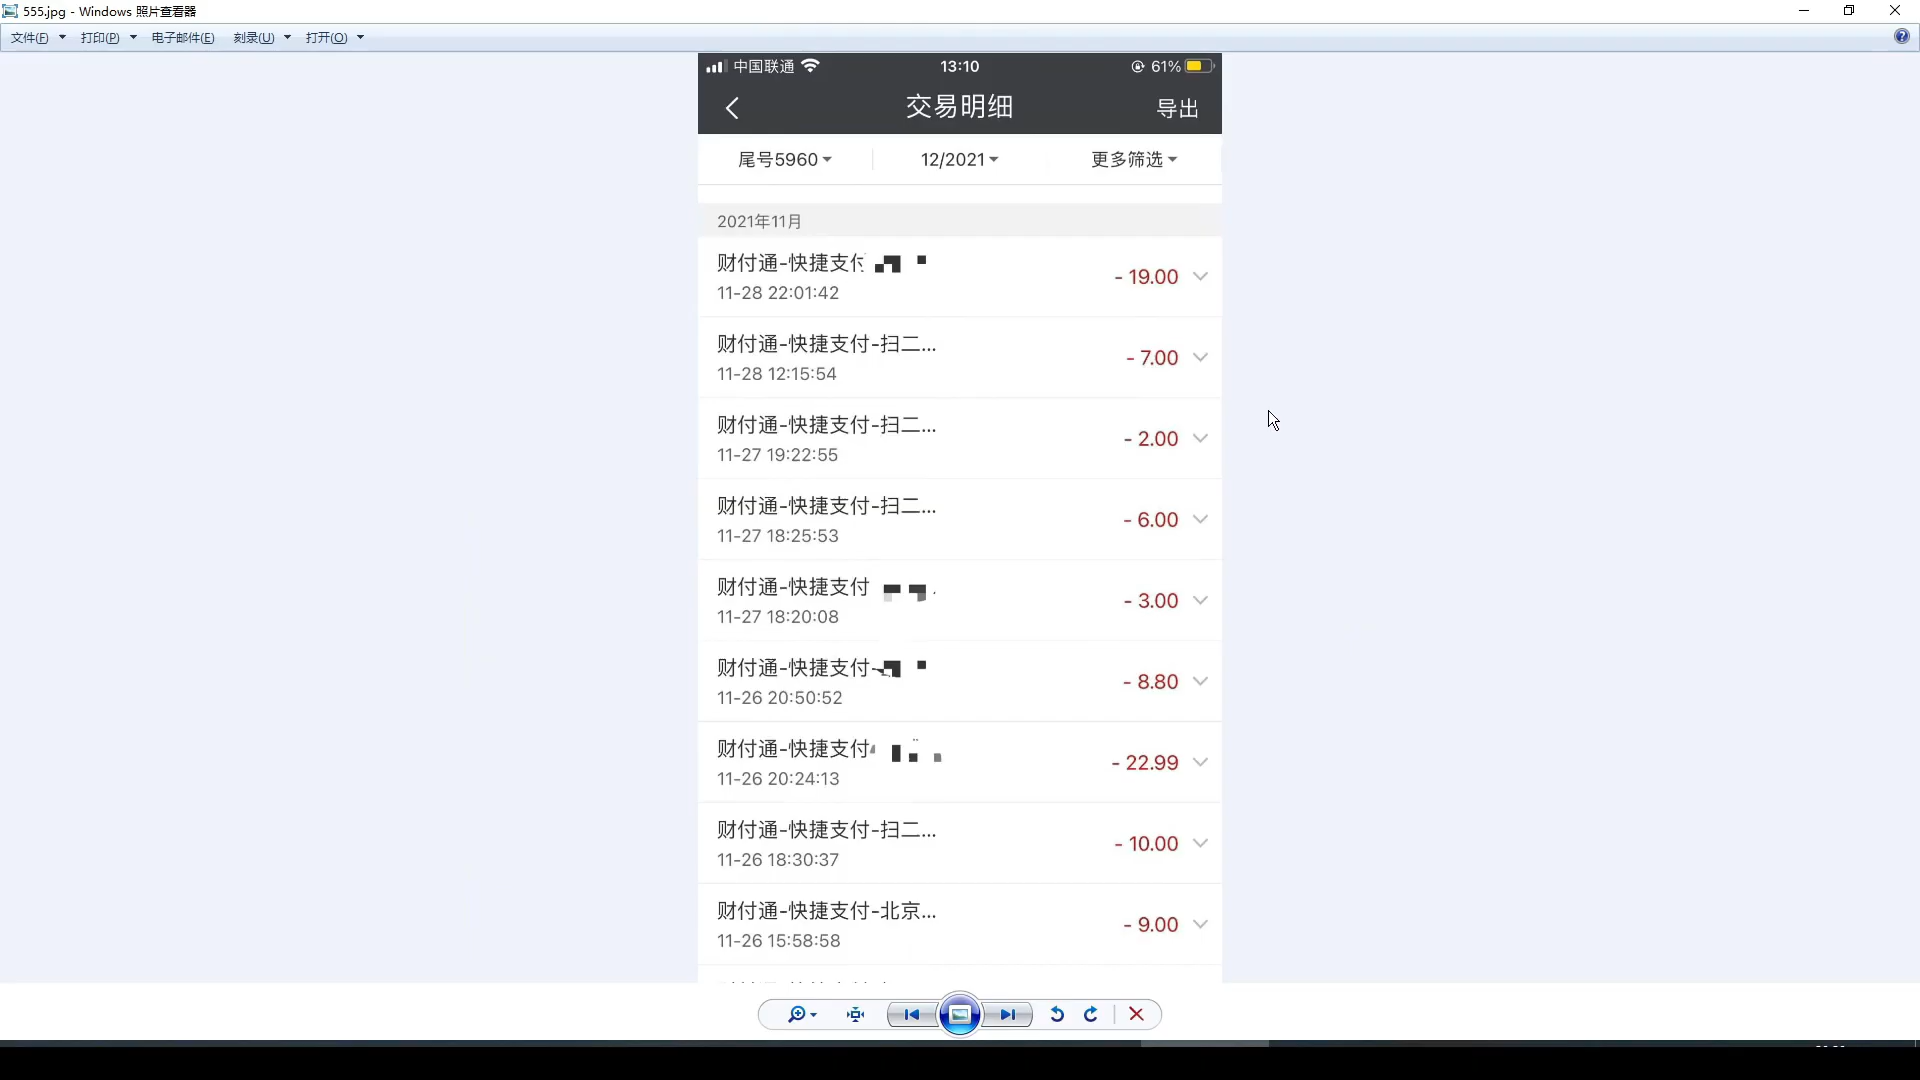 555.jpg - Windows 照片查看器
文件(F) 打印(P) 电子邮件(E) 刻录(U) 打开(O)
中国联通 13:10 61%
交易明细 导出
尾号5960 12/2021 更多筛选
2021年11月
财付通-快捷支付
- 19.00
11-28 22:01:42
财付通-快捷支付-扫二...
- 7.00
11-28 12:15:54
财付通-快捷支付-扫二...
- 2.00
11-27 19:22:55
财付通-快捷支付-扫二...
- 6.00
11-27 18:25:53
财付通-快捷支付
- 3.00
11-27 18:20:08
财付通-快捷支付-
- 8.80
11-26 20:50:52
财付通-快捷支付
- 22.99
11-26 20:24:13
财付通-快捷支付-扫二...
- 10.00
11-26 18:30:37
财付通-快捷支付-北京...
- 9.00
11-26 15:58:58